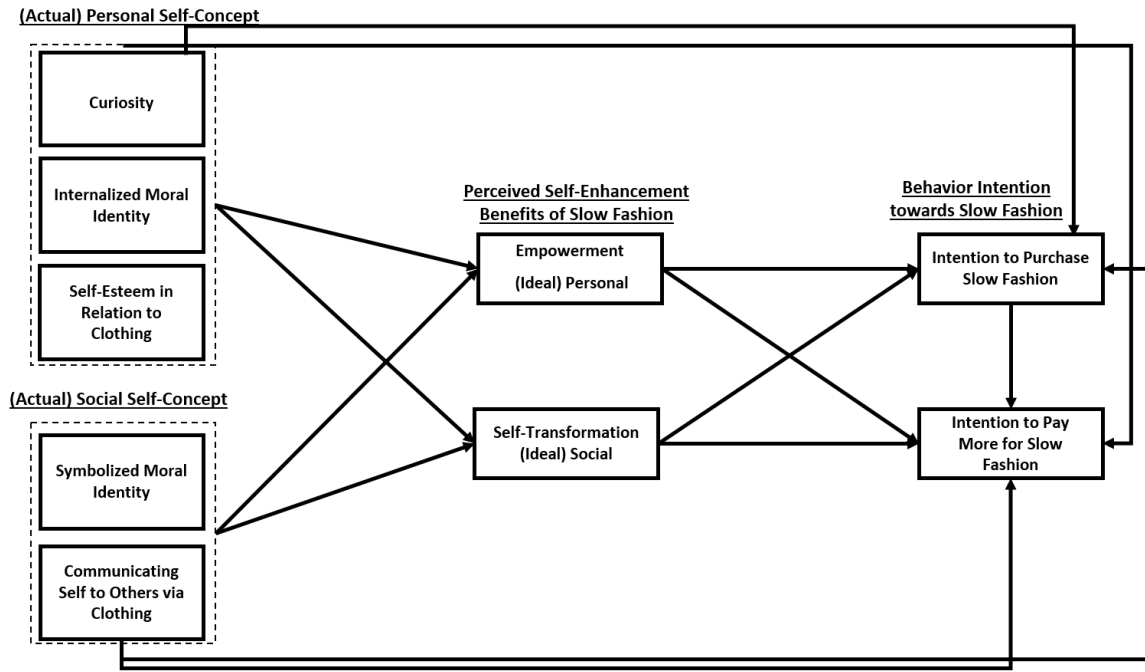 (Actual) Personal Self-Concept
Curiosity
Internalized Moral
Identity
Self-Esteem in
Relation to
Clothing
(Actual) Social Self-Concept
Symbolized Moral
Identity
Communicating
Self to Others via
Clothing
Perceived Self-Enhancement
Benefits of Slow Fashion
Empowerment
(Ideal) Personal
Self-Transformation
(Ideal) Social
Behavior Intention
towards Slow Fashion
Intention to Purchase
Slow Fashion
Intention to Pay
More for Slow
Fashion